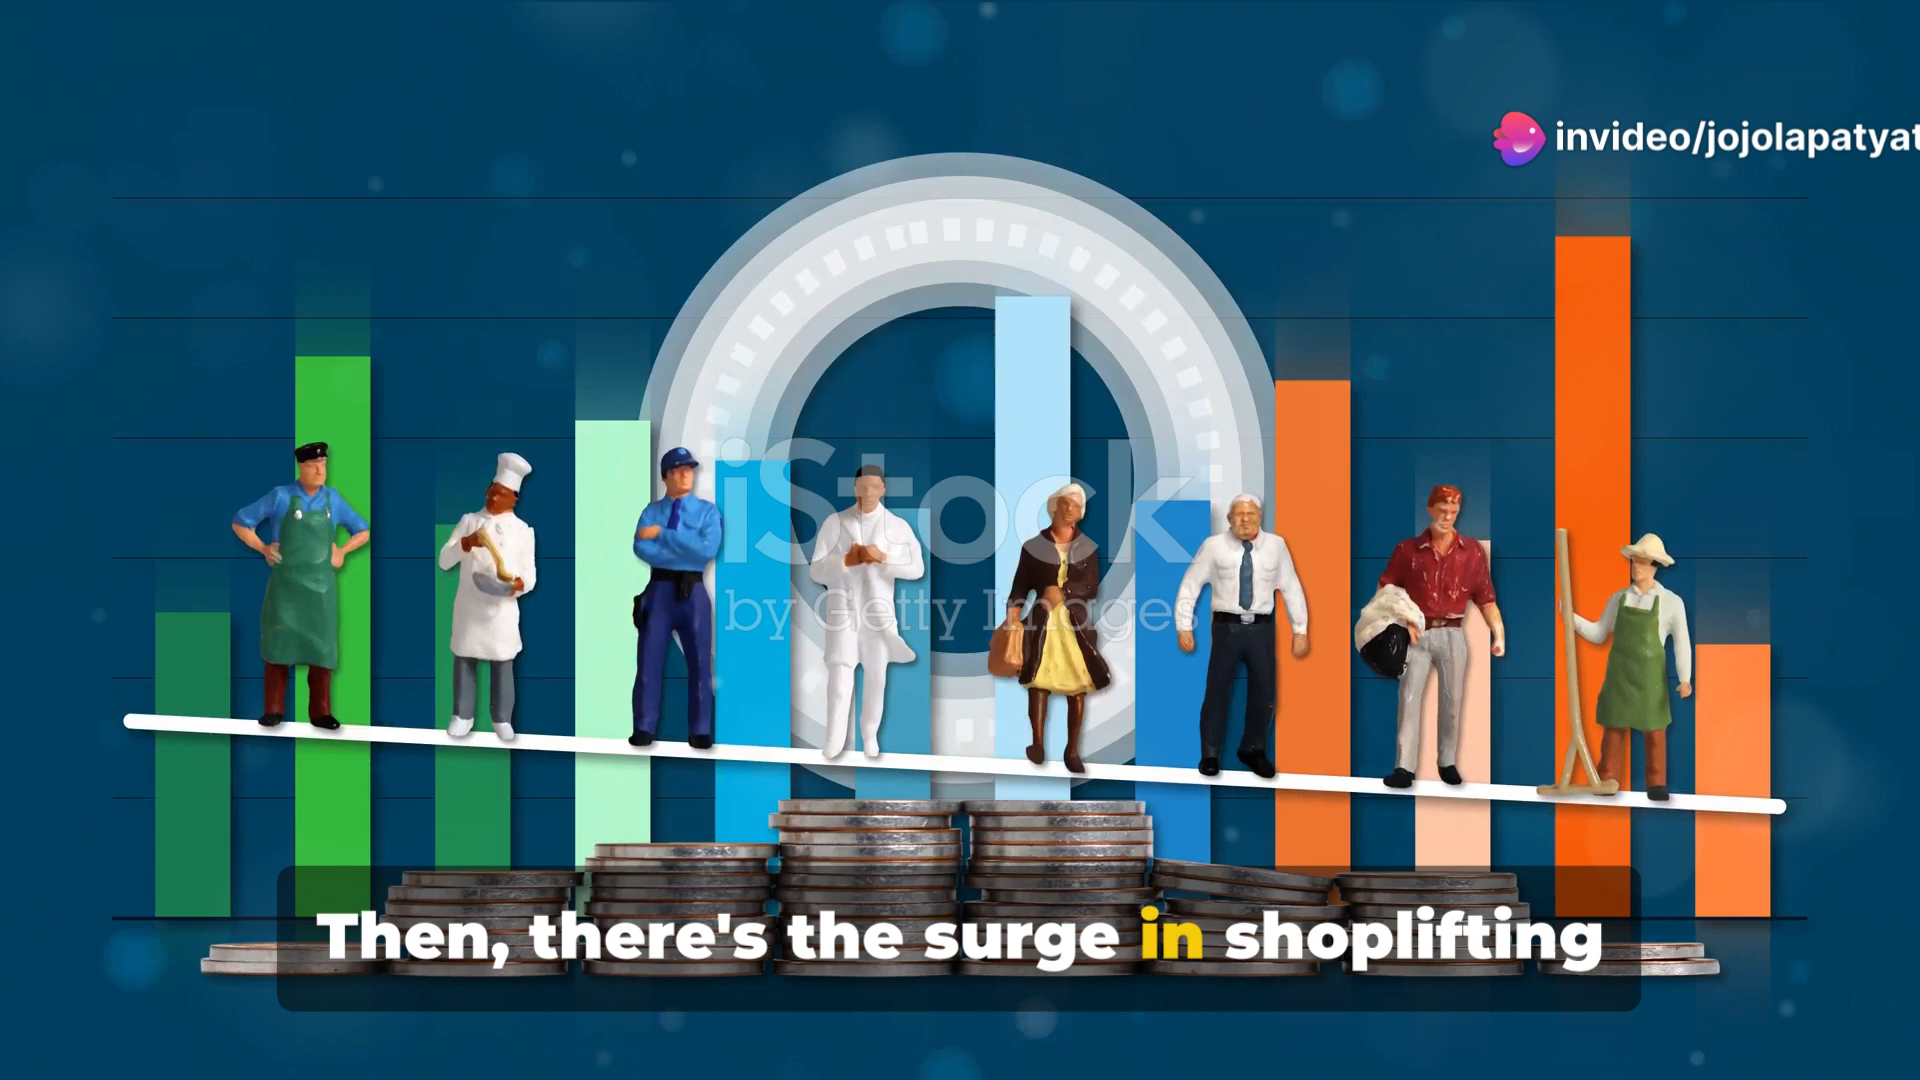 invideo/jojolapatyat
iStock
by Getty Images
Then, there's the surge in shoplifting